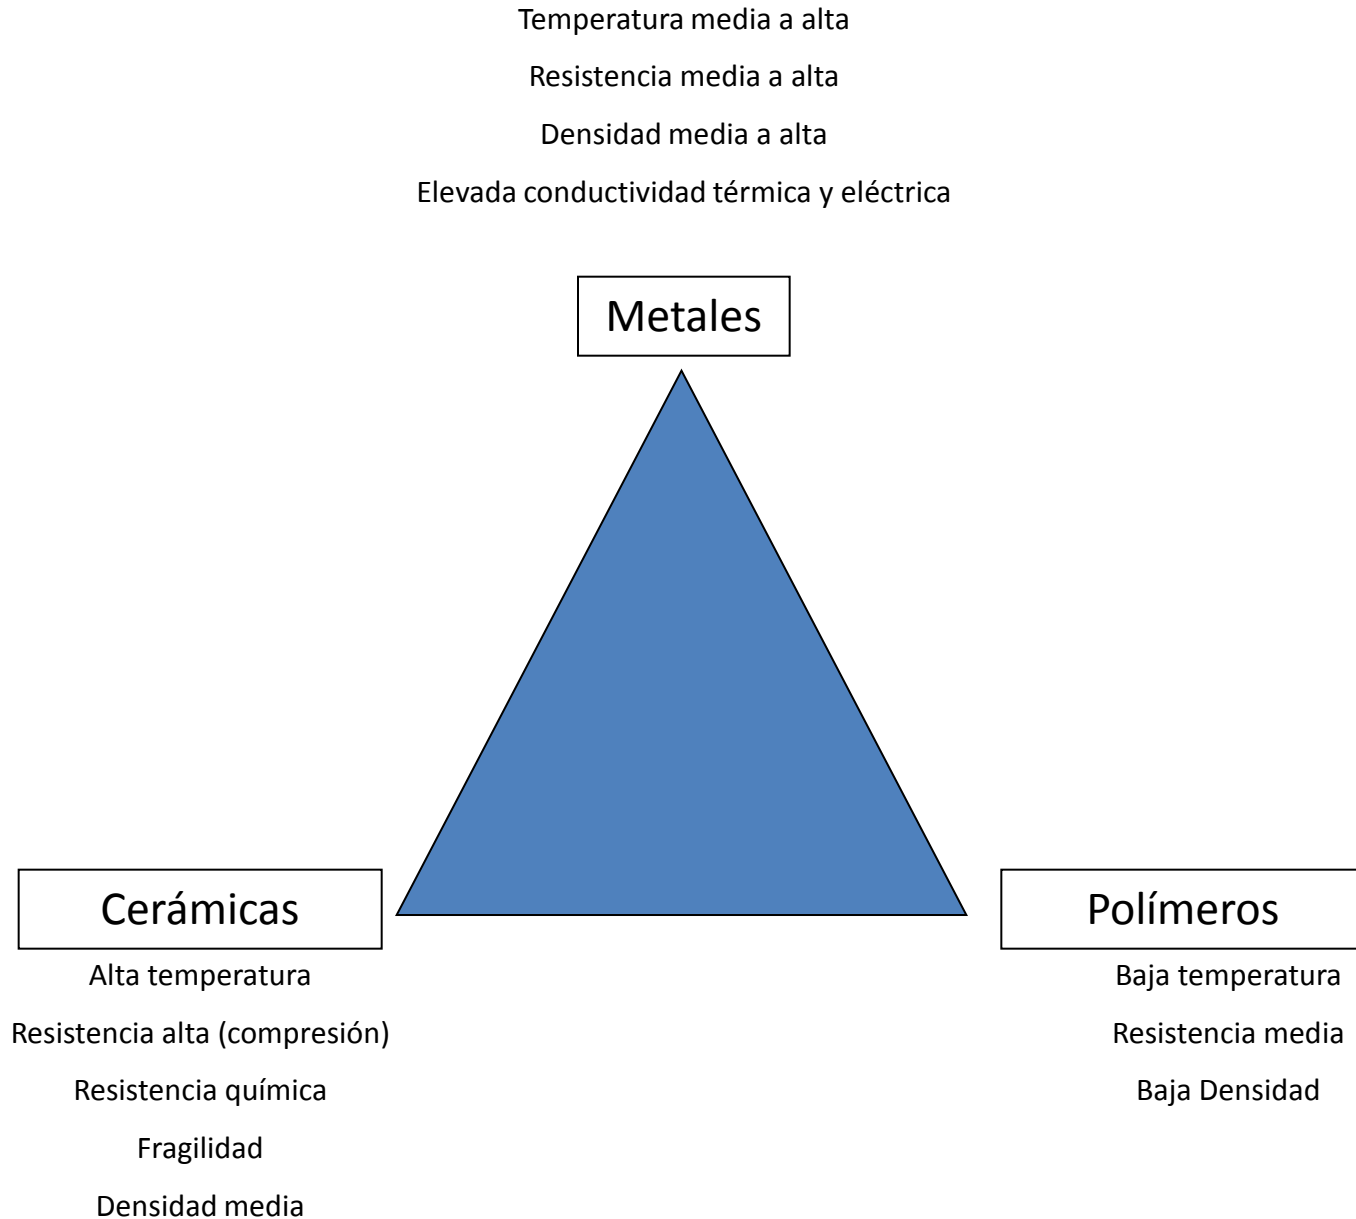 Temperatura media a alta
Resistencia media a alta
Densidad media a alta
Elevada conductividad térmica y eléctrica
Metales
Cerámicas
Alta temperatura
Resistencia alta (compresión)
Resistencia química
Fragilidad
Densidad media
Polímeros
Baja temperatura
Resistencia media
Baja Densidad